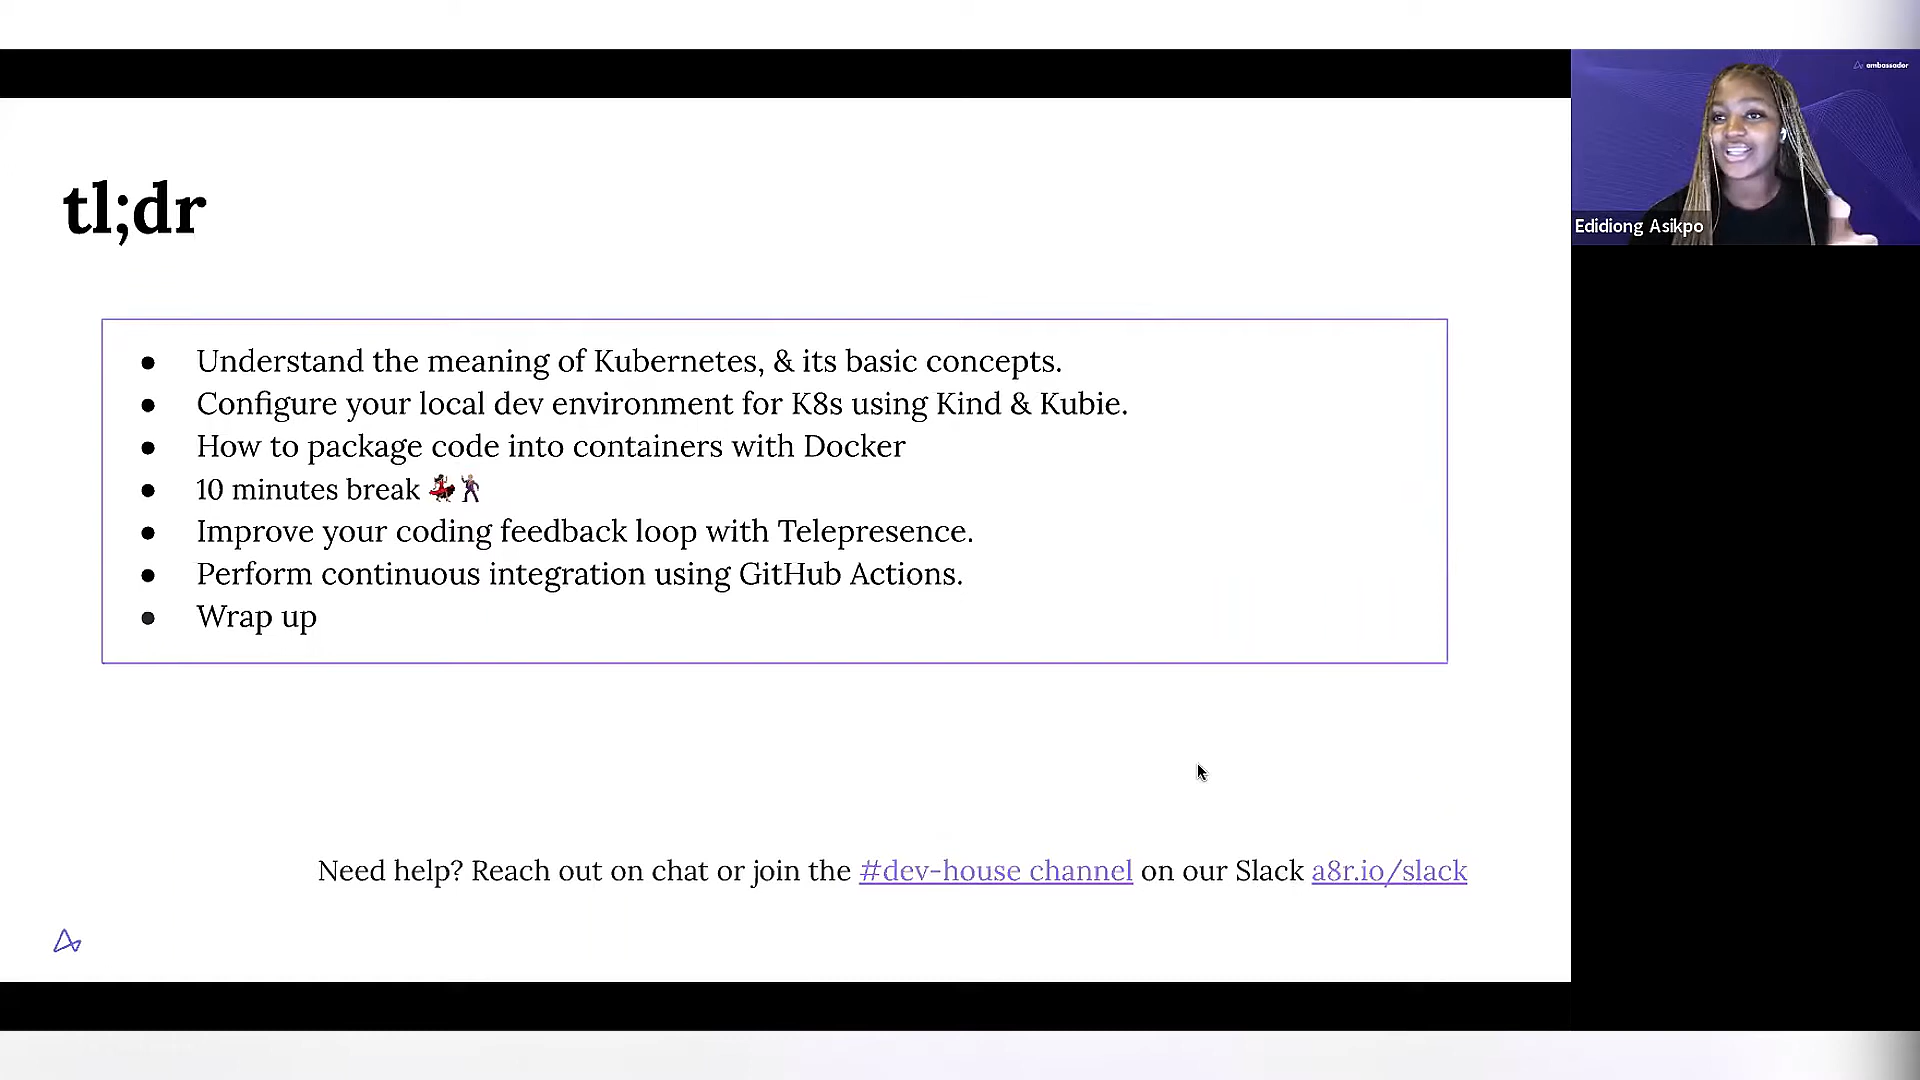 ambassador
Edidiong Asikpo
tl;dr
● Understand the meaning of Kubernetes, & its basic concepts.
● Configure your local dev environment for K8s using Kind & Kubie.
● How to package code into containers with Docker
● 10 minutes break 💃🕺
● Improve your coding feedback loop with Telepresence.
● Perform continuous integration using GitHub Actions.
● Wrap up
Need help? Reach out on chat or join the #dev-house channel on our Slack a8r.io/slack